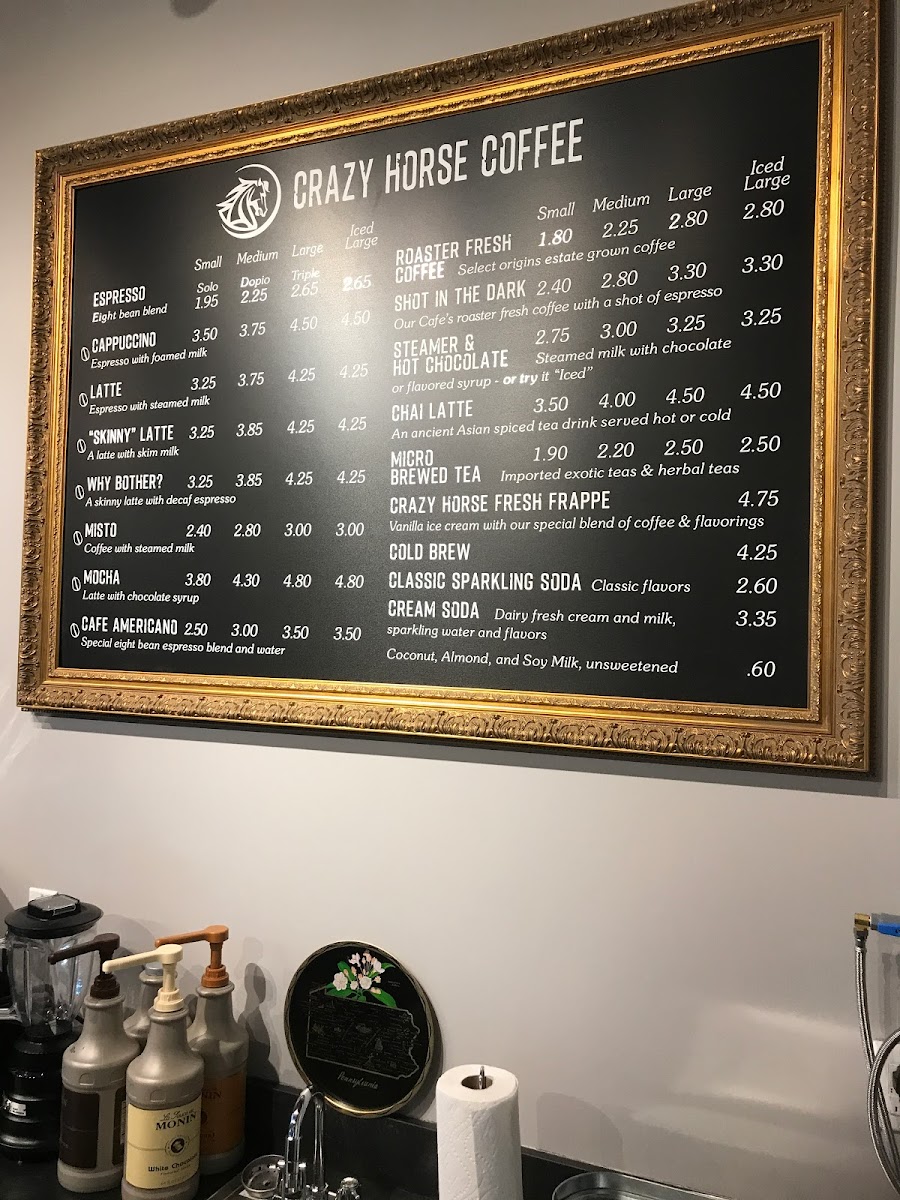 CRAZY HORSE COFFEE
Small Medium Large Iced Large
Solo Dopio Triple
ESPRESSO 1.95 2.25 2.65 2.65
Eight bean blend
CAPPUCCINO 3.50 3.75 4.50 4.50
Espresso with foamed milk
LATTE 3.25 3.75 4.25 4.25
Espresso with steamed milk
"SKINNY" LATTE 3.25 3.85 4.25 4.25
A latte with skim milk
WHY BOTHER? 3.25 3.85 4.25 4.25
A skinny latte with decaf espresso
MISTO 2.40 2.80 3.00 3.00
Coffee with steamed milk
MOCHA 3.80 4.30 4.80 4.80
Latte with chocolate syrup
CAFE AMERICANO 2.50 3.00 3.50 3.50
Special eight bean espresso blend and water
Small Medium Large Iced Large
ROASTER FRESH 1.80 2.25 2.80 2.80
COFFEE Select origins estate grown coffee
SHOT IN THE DARK 2.40 2.80 3.30 3.30
Our Cafe's roaster fresh coffee with a shot of espresso
STEAMER & 2.75 3.00 3.25 3.25
HOT CHOCOLATE Steamed milk with chocolate
or flavored syrup - or try it "Iced"
CHAI LATTE 3.50 4.00 4.50 4.50
An ancient Asian spiced tea drink served hot or cold
MICRO 1.90 2.20 2.50 2.50
BREWED TEA Imported exotic teas & herbal teas
CRAZY HORSE FRESH FRAPPE 4.75
Vanilla ice cream with our special blend of coffee & flavorings
COLD BREW 4.25
CLASSIC SPARKLING SODA Classic flavors 2.60
CREAM SODA Dairy fresh cream and milk, 3.35
sparkling water and flavors
Coconut, Almond, and Soy Milk, unsweetened .60
Pennsylvania
MONIN
White Chocolate